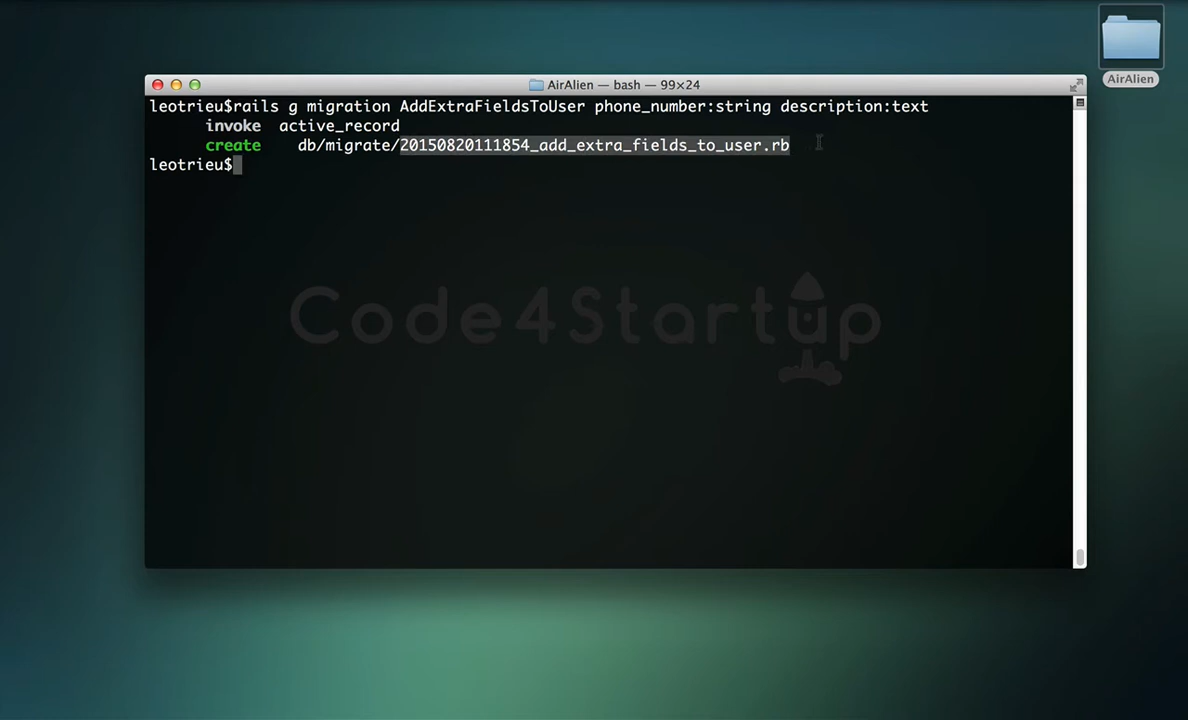 AirAlien — bash — 99×24
AirAlien
leotrieu$rails g migration AddExtraFieldsToUser phone_number:string description:text
invoke active_record
create db/migrate/20150820111854_add_extra_fields_to_user.rb
leotrieu$
Code4Startup